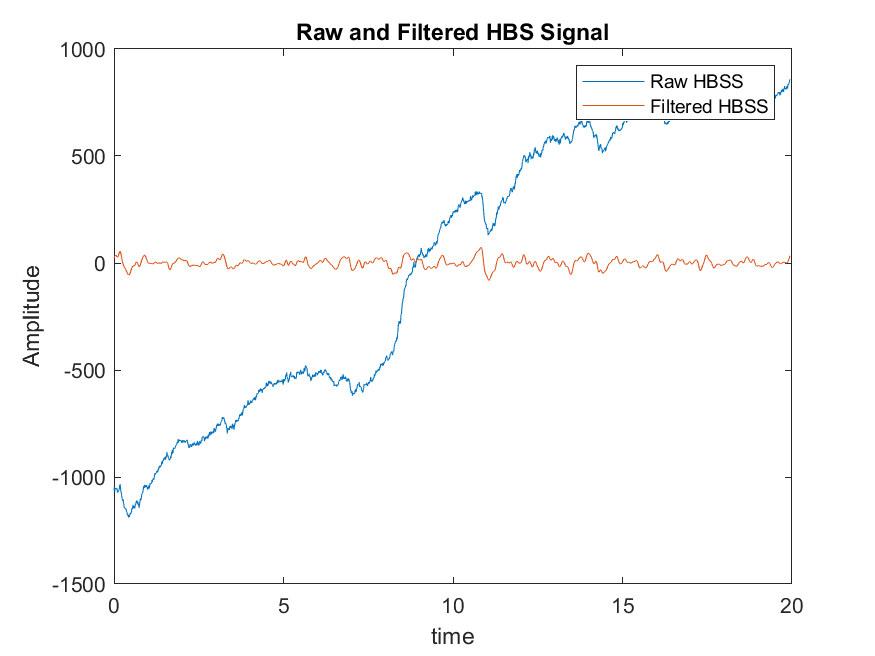 Raw and Filtered HBS Signal
1000
Raw HBSS
Filtered HBSS
500
0
Amplitude
-500
-1000
-1500
0 5 10 15 20
time